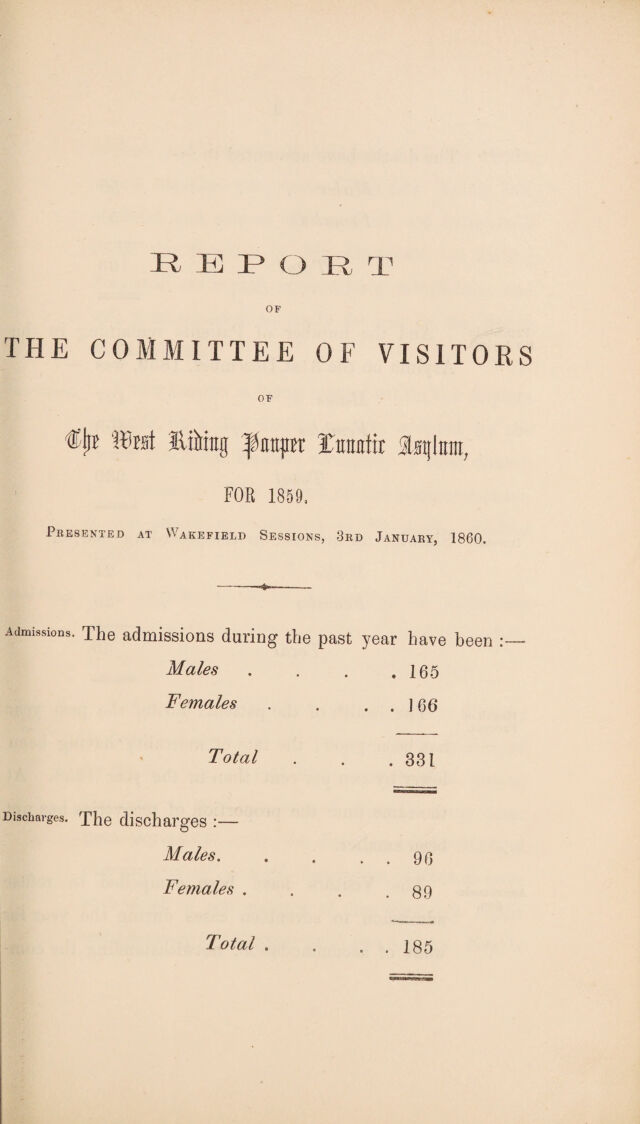 REPORT
OF
THE COMMITTEE OF VISITORS
OF
The West Riding Pauper Lunatic Asylum,
FOR 1859.
PRESENTED AT WAKEFIELD SESSIONS, 3RD JANUARY, 1860.
Admissions. The admissions during the past year have been :—
Males . . . . 165
Females . . . . 166
Total . . . 331
Discharges. The discharges :—
Males. . . . . 96
Females . . . . 89
Total . . . . 185